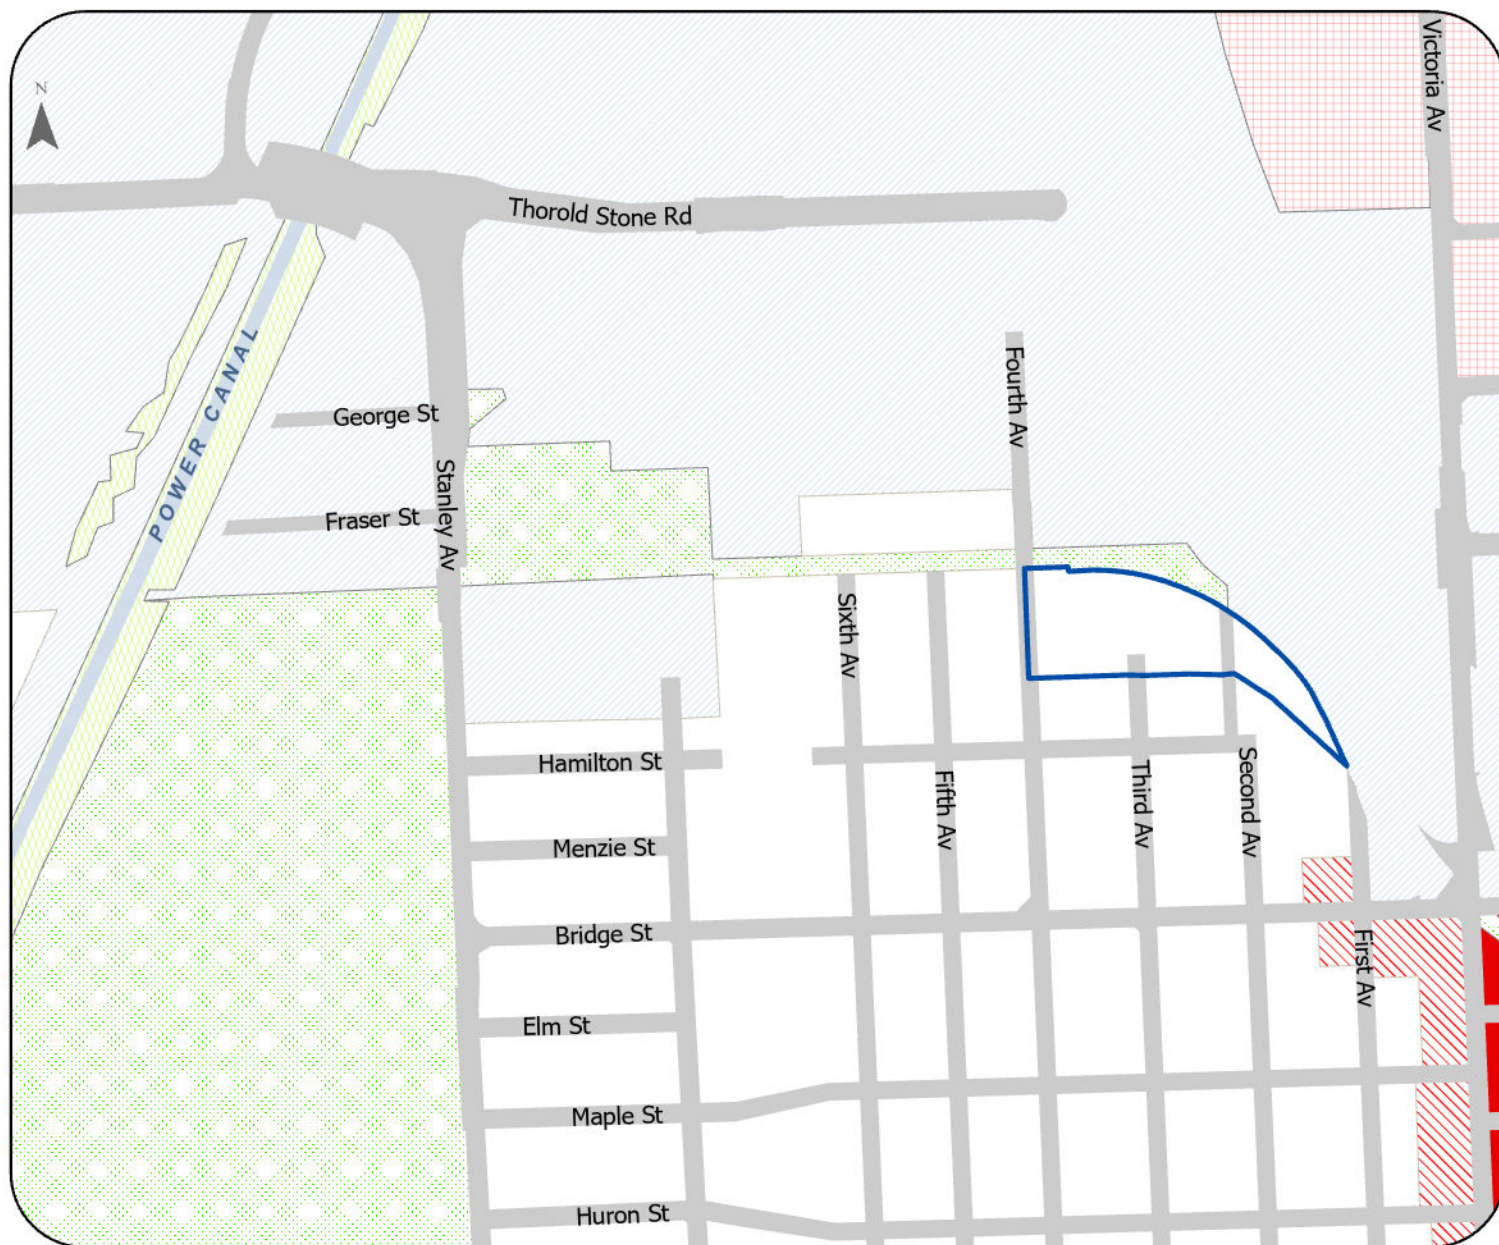 Victoria Av
N
Thorold Stone Rd
POWER CANAL
George St
Fourth Av
Stanley Av
Fraser St
Sixth Av
Hamilton St
Second Av
Third Av
Fifth Av
Menzie St
Bridge St
First Av
Elm St
Maple St
Huron St